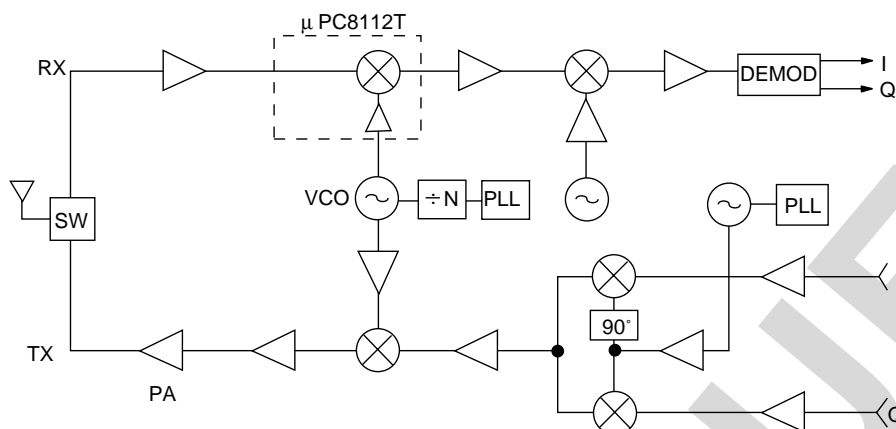 μ PC8112T
RX
DEMOD
I
Q
VCO
÷N
PLL
PLL
SW
90°
TX
PA